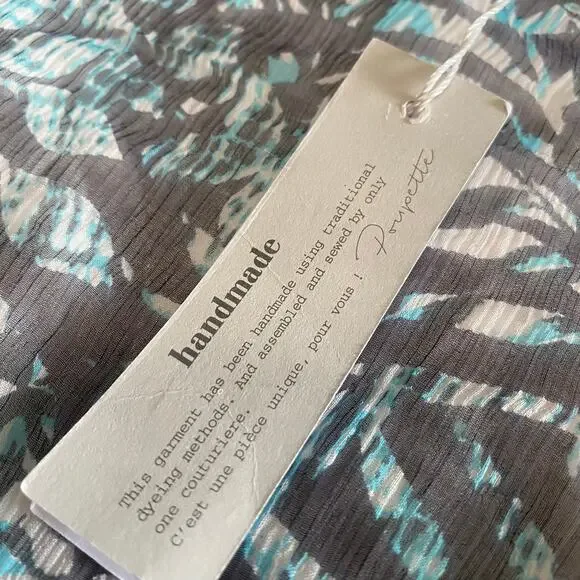 handmade
This garment has been handmade using traditional
dyeing methods. And assembled and sewed by only
one couturiere.
C'est une pièce unique, pour vous ! Poupette